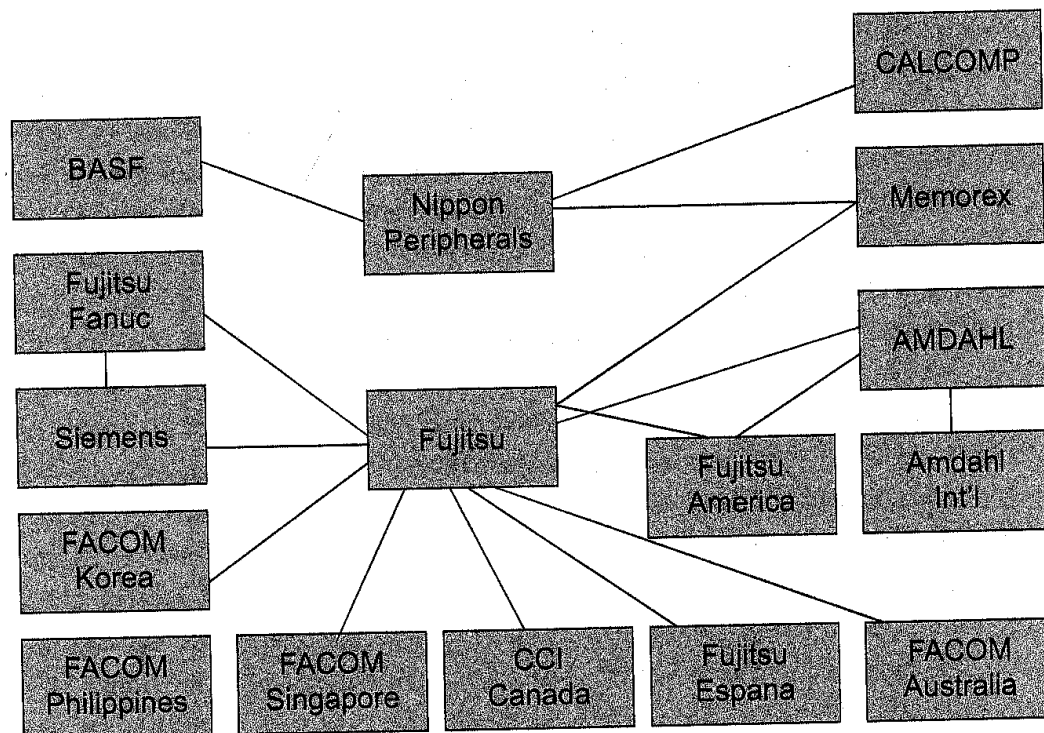 CALCOMP
BASF
Nippon
Peripherals
Memorex
Fujitsu
Fanuc
AMDAHL
Siemens
Fujitsu
Fujitsu
America
Amdahl
Int'l
FACOM
Korea
FACOM
Philippines
FACOM
Singapore
CCI
Canada
Fujitsu
Espana
FACOM
Australia